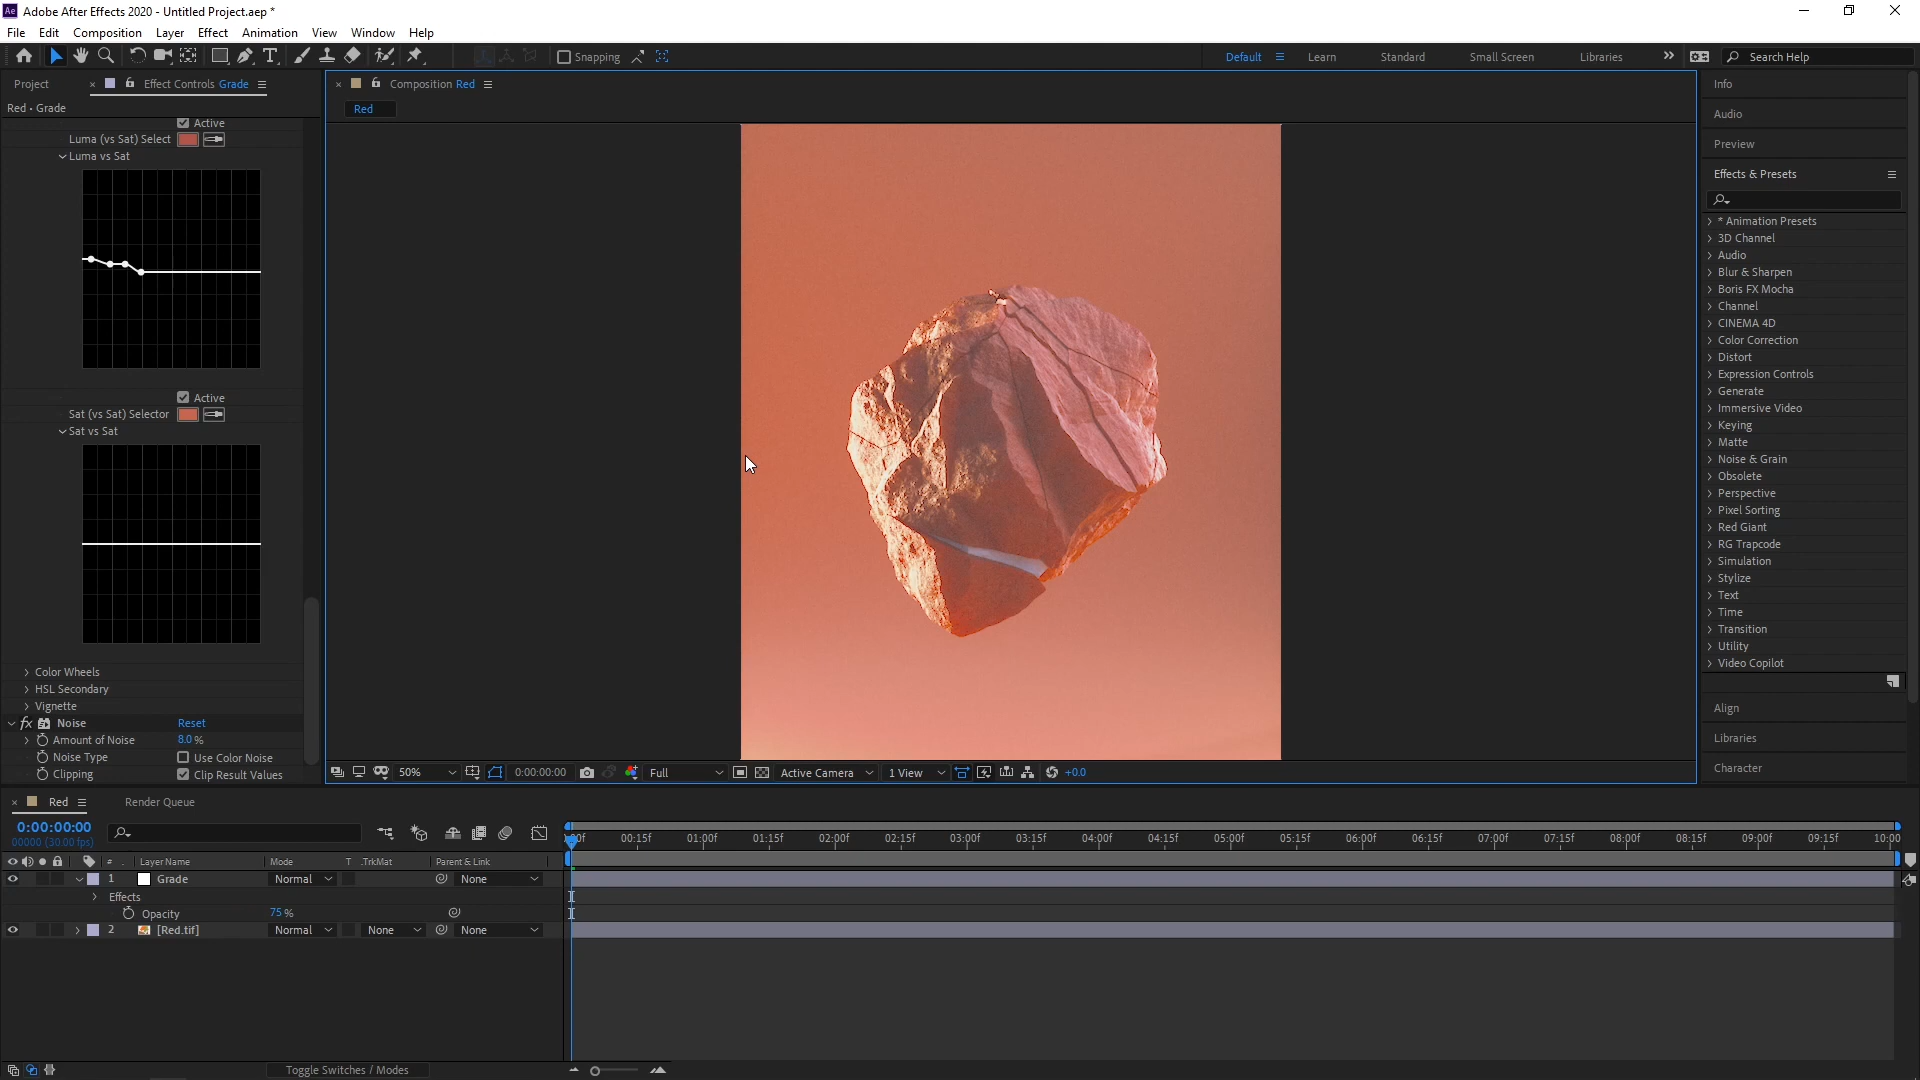 Ae Adobe After Effects 2020 - Untitled Project.aep *
File Edit Composition Layer Effect Animation View Window Help
Snapping
Default Learn Standard Small Screen Libraries Search Help
Project Effect Controls Grade
Red • Grade
Active
Luma (vs Sat) Select
Luma vs Sat
Active
Sat (vs Sat) Selector
Sat vs Sat
Color Wheels
HSL Secondary
Vignette
fx Noise Reset
Amount of Noise 8.0 %
Noise Type Use Color Noise
Clipping Clip Result Values
Composition Red
Red
50% 0:00:00:00 Full Active Camera 1 View +0.0
Info
Audio
Preview
Effects & Presets
* Animation Presets
3D Channel
Audio
Blur & Sharpen
Boris FX Mocha
Channel
CINEMA 4D
Color Correction
Distort
Expression Controls
Generate
Immersive Video
Keying
Matte
Noise & Grain
Obsolete
Perspective
Pixel Sorting
Red Giant
RG Trapcode
Simulation
Stylize
Text
Time
Transition
Utility
Video Copilot
Align
Libraries
Character
Red Render Queue
0:00:00:00
00000 (30.00 fps)
00:15f 01:00f 01:15f 02:00f 02:15f 03:00f 03:15f 04:00f 04:15f 05:00f 05:15f 06:00f 06:15f 07:00f 07:15f 08:00f 08:15f 09:00f 09:15f 10:00
# Layer Name Mode T .TrkMat Parent & Link
1 Grade Normal None
Effects
Opacity 75 %
2 [Red.tif] Normal None None
Toggle Switches / Modes